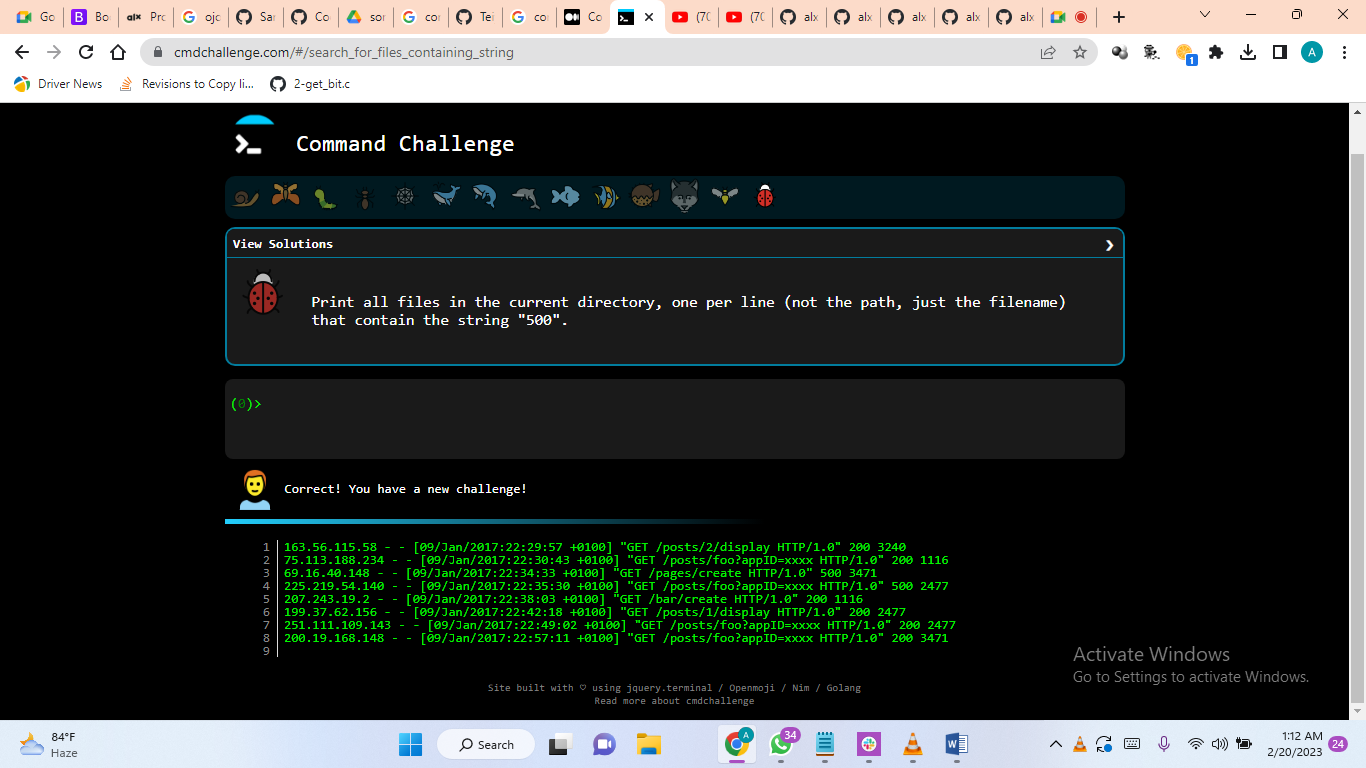 Go
Bo
alx Pro
ojc
Sar
Co
sor
cor
Tei
co
Co
(70
(70
alx
alx
alx
alx
alx
cmdchallenge.com/#/search_for_files_containing_string
1
A
Driver News
Revisions to Copy li...
2-get_bit.c
Command Challenge
View Solutions
Print all files in the current directory, one per line (not the path, just the filename)
that contain the string "500".
(0)>
Correct! You have a new challenge!
1 163.56.115.58 - - [09/Jan/2017:22:29:57 +0100] "GET /posts/2/display HTTP/1.0" 200 3240
2 75.113.188.234 - - [09/Jan/2017:22:30:43 +0100] "GET /posts/foo?appID=xxxx HTTP/1.0" 200 1116
3 69.16.40.148 - - [09/Jan/2017:22:34:33 +0100] "GET /pages/create HTTP/1.0" 500 3471
4 225.219.54.140 - - [09/Jan/2017:22:35:30 +0100] "GET /posts/foo?appID=xxxx HTTP/1.0" 500 2477
5 207.243.19.2 - - [09/Jan/2017:22:38:03 +0100] "GET /bar/create HTTP/1.0" 200 1116
6 199.37.62.156 - - [09/Jan/2017:22:42:18 +0100] "GET /posts/1/display HTTP/1.0" 200 2477
7 251.111.109.143 - - [09/Jan/2017:22:49:02 +0100] "GET /posts/foo?appID=xxxx HTTP/1.0" 200 2477
8 200.19.168.148 - - [09/Jan/2017:22:57:11 +0100] "GET /posts/foo?appID=xxxx HTTP/1.0" 200 3471
9
Activate Windows
Go to Settings to activate Windows.
Site built with ♡ using jquery.terminal / Openmoji / Nim / Golang
Read more about cmdchallenge
84°F
Haze
Search
A
34
1:12 AM
2/20/2023
24